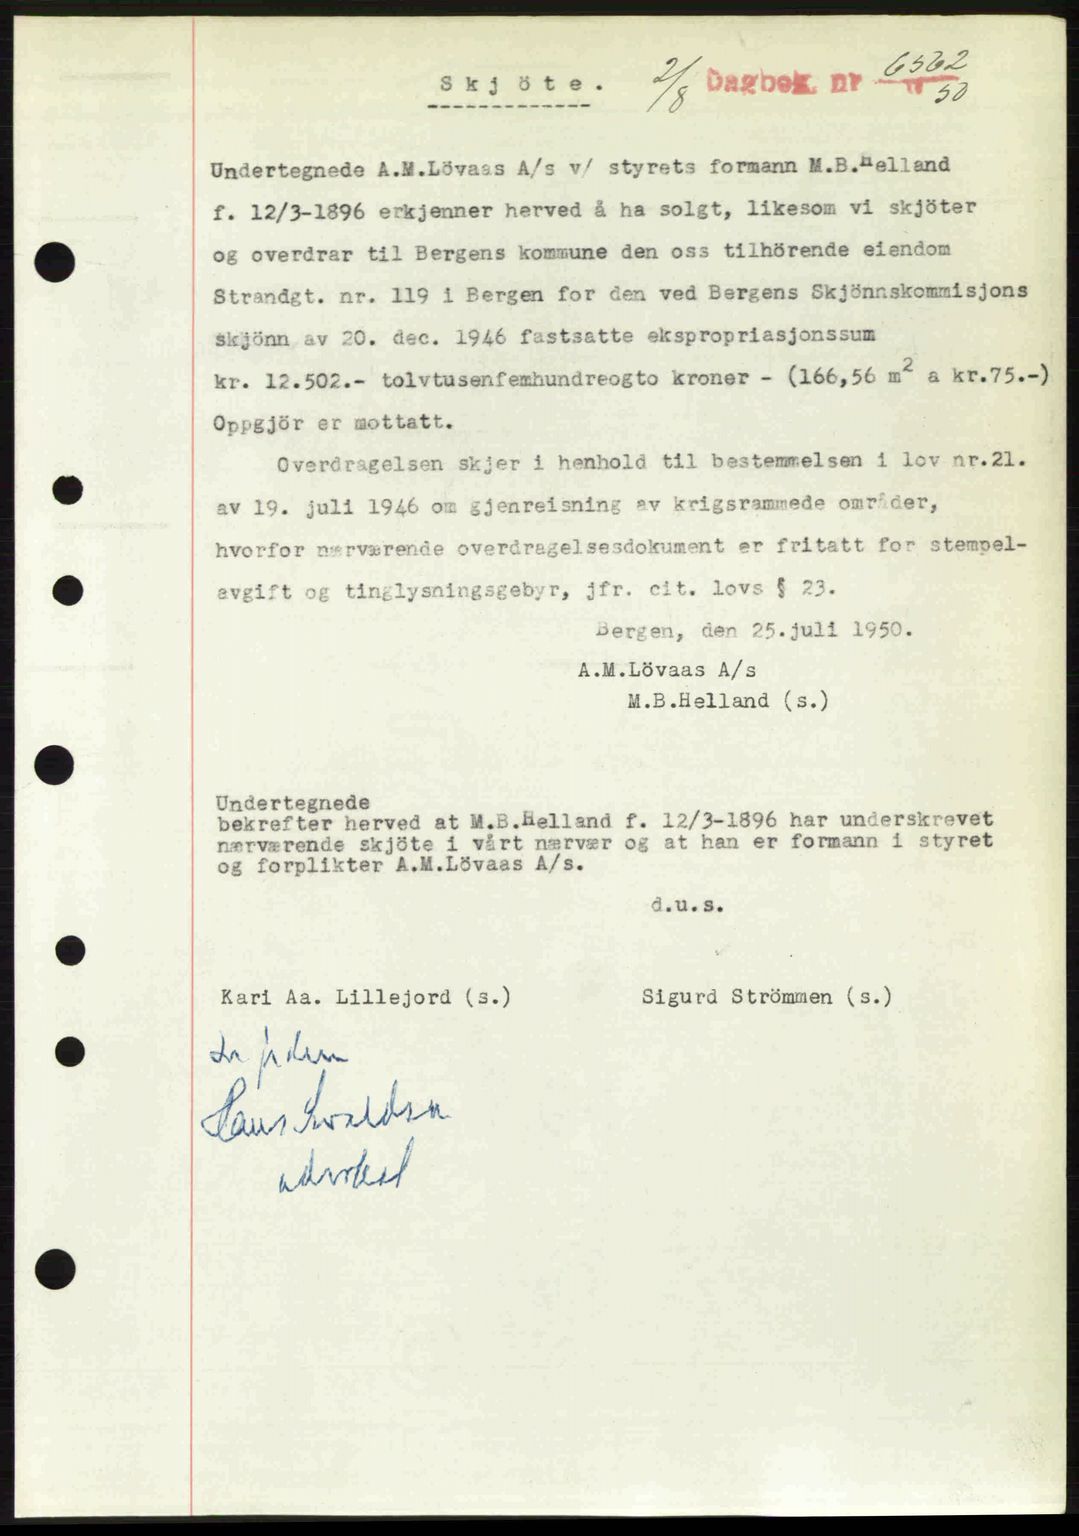 Skjöte. 2/8 Dagbok nr 6562/50
Undertegnede A.M.Lövaas A/s v/ styrets formann M.B.Helland
f. 12/3-1896 erkjenner herved å ha solgt, likesom vi skjöter
og overdrar til Bergens kommune den oss tilhörende eiendom
Strandgt. nr. 119 i Bergen for den ved Bergens Skjönnskommisjons
skjönn av 20. dec. 1946 fastsatte ekspropriasjonssum
kr. 12.502.- tolvtusenfemhundreogto kroner - (166,56 m² a kr.75.-)
Oppgjör er mottatt.
Overdragelsen skjer i henhold til bestemmelsen i lov nr.21.
av 19. juli 1946 om gjenreisning av krigsrammede områder,
hvorfor nærværende overdragelsesdokument er fritatt for stempel-
avgift og tinglysningsgebyr, jfr. cit. lovs § 23.
Bergen, den 25.juli 1950.
A.M.Lövaas A/s
M.B.Helland (s.)
Undertegnede
bekrefter herved at M.B.Helland f. 12/3-1896 har underskrevet
nærværende skjöte i vårt nærvær og at han er formann i styret
og forplikter A.M.Lövaas A/s.
d.u.s.
Kari Aa. Lillejord (s.) Sigurd Strömmen (s.)
Hans
advokat